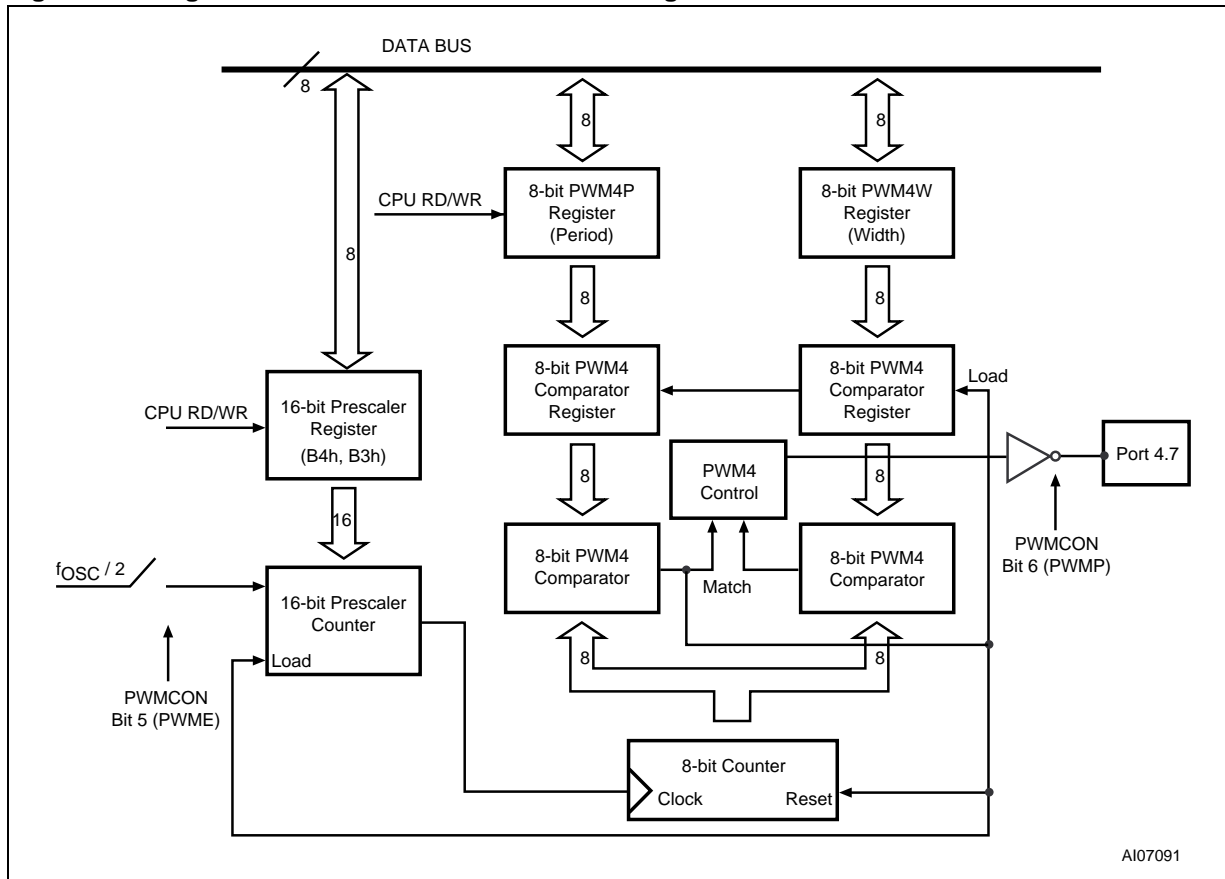 DATA BUS
8
8
8
8
CPU RD/WR
8-bit PWM4P
Register
(Period)
8-bit PWM4W
Register
(Width)
8
8
8-bit PWM4
Comparator
Register
8-bit PWM4
Comparator
Register
Load
CPU RD/WR
16-bit Prescaler
Register
(B4h, B3h)
8
8
PWM4
Control
Port 4.7
16
8-bit PWM4
Comparator
Match
8-bit PWM4
Comparator
PWMCON
Bit 6 (PWMP)
fOSC / 2
16-bit Prescaler
Counter
Load
8
8
PWMCON
Bit 5 (PWME)
8-bit Counter
Clock
Reset
AI07091